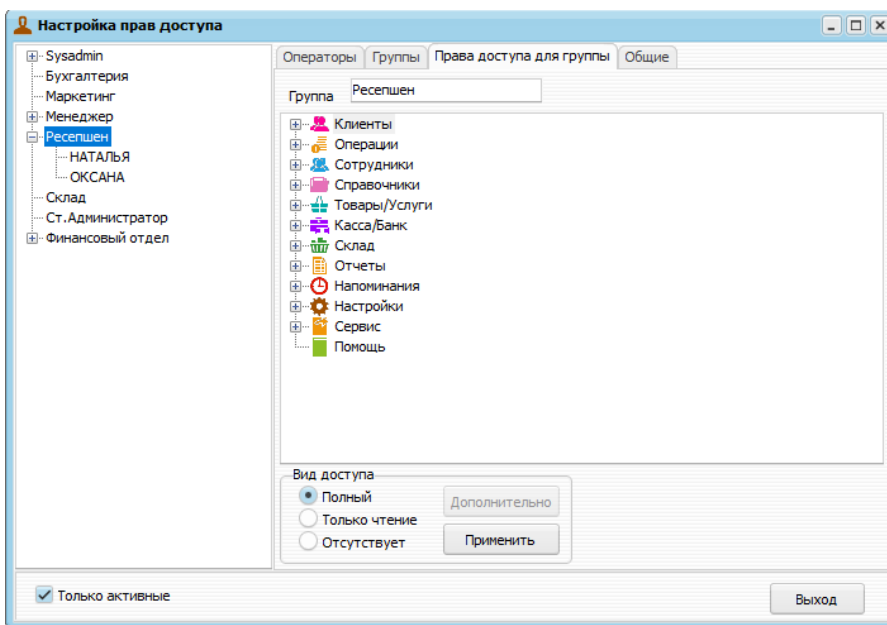 Настройка прав доступа
Sysadmin
Бухгалтерия
Маркетинг
Менеджер
Ресепшен
НАТАЛЬЯ
ОКСАНА
Склад
Ст.Администратор
Финансовый отдел
Операторы Группы Права доступа для группы Общие
Группа Ресепшен
Клиенты
Операции
Сотрудники
Справочники
Товары/Услуги
Касса/Банк
Склад
Отчеты
Напоминания
Настройки
Сервис
Помощь
Вид доступа
Полный
Только чтение
Отсутствует
Дополнительно
Применить
Только активные
Выход